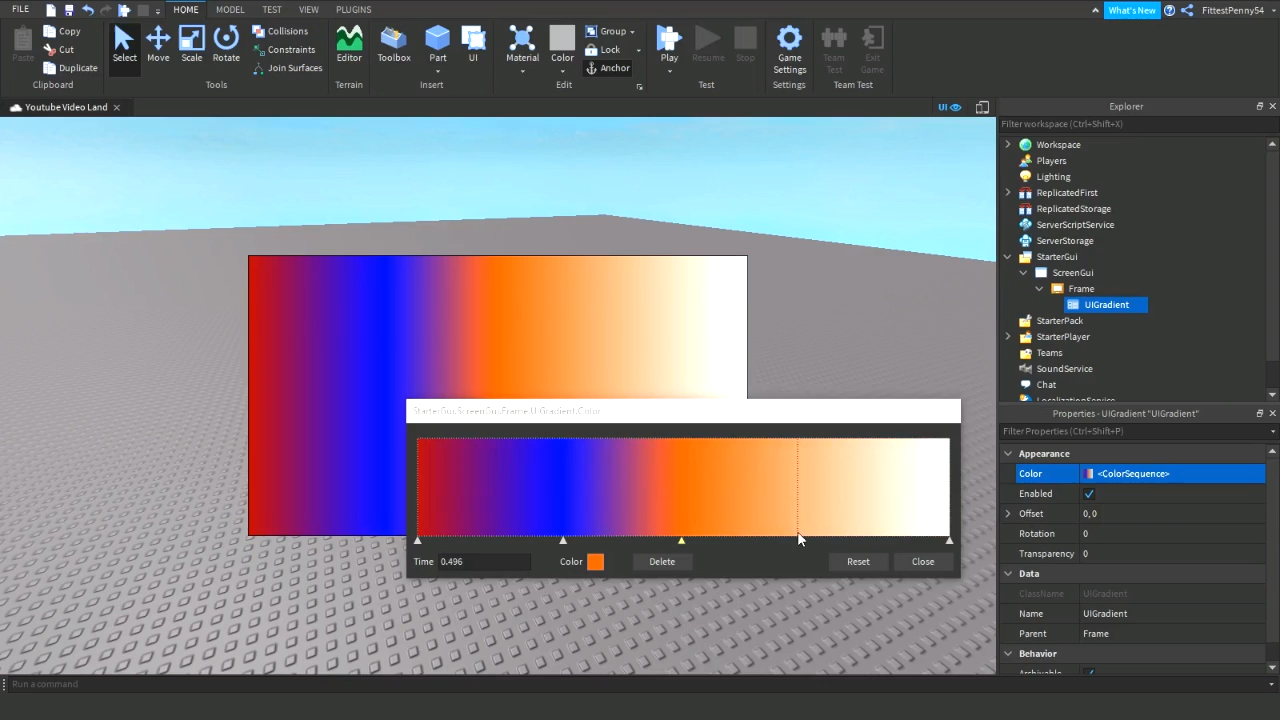 FILE HOME MODEL TEST VIEW PLUGINS What's New FittestPenny54
Paste Copy Cut Duplicate Select Move Scale Rotate Collisions Constraints Join Surfaces Editor Toolbox Part UI Material Color Group Lock Anchor Play Resume Stop Game Settings Team Test Exit Game
Clipboard Tools Terrain Insert Edit Test Settings Team Test
Youtube Video Land UI
Explorer
Filter workspace (Ctrl+Shift+X)
Workspace
Players
Lighting
ReplicatedFirst
ReplicatedStorage
ServerScriptService
ServerStorage
StarterGui
ScreenGui
Frame
UIGradient
StarterPack
StarterPlayer
Teams
SoundService
Chat
LocalizationService
StarterGui.ScreenGui.Frame.UIGradient.Color
Time 0.496 Color Delete Reset Close
Properties - UIGradient "UIGradient"
Filter Properties (Ctrl+Shift+P)
Appearance
Color <ColorSequence>
Enabled
Offset 0, 0
Rotation 0
Transparency 0
Data
ClassName UIGradient
Name UIGradient
Parent Frame
Behavior
Archivable
Run a command